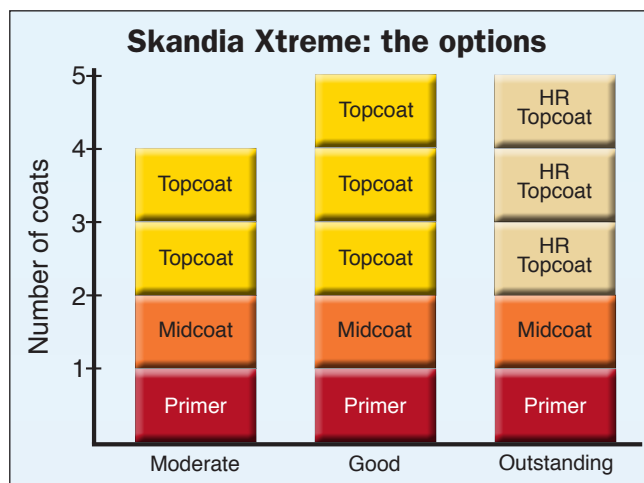 Skandia Xtreme: the options
Number of coats
5
4
3
2
1
Topcoat
Topcoat
Midcoat
Primer
Topcoat
Topcoat
Topcoat
Midcoat
Primer
HR
Topcoat
HR
Topcoat
HR
Topcoat
Midcoat
Primer
Moderate
Good
Outstanding